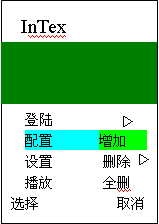 InTex
登陆 ▷
配置 增加
设置 删除 ▷
播放 全删
选择 取消